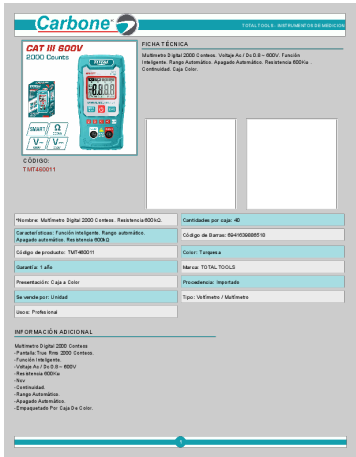 Carbone
TOTAL TOOLS - INSTRUMENTOS DE MEDICION
CAT III 600V
2000 Counts
SMART
Ω
V
V
FICHA TÉCNICA
Multímetro Digital 2000 Conteos. Voltaje Ac / Dc 0.8 ~ 600V. Función
Inteligente. Rango Automático. Apagado Automático. Resistencia 600Kω .
Continuidad. Caja Color.
CÓDIGO:
TMT460011
*Nombre: Multímetro Digital 2000 Conteos. Resistencia 600kΩ.
Cantidades por caja: 40
Características: Función inteligente. Rango automático.
Apagado automático. Resistencia 600kΩ
Código de Barras: 6941639886518
Código de producto: TMT460011
Color: Turquesa
Garantía: 1 año
Marca: TOTAL TOOLS
Presentación: Caja a Color
Procedencia: Importado
Se vende por: Unidad
Tipo: Voltímetro / Multímetro
Usos: Profesional
INFORMACIÓN ADICIONAL
Multímetro Digital 2000 Conteos
-Pantalla:True Rms 2000 Conteos.
-Función Inteligente.
-Voltaje Ac / Dc 0.8 ~ 600V
-Resistencia 600Kω
-Ncv
-Continuidad.
-Rango Automático.
-Apagado Automático.
-Empaquetado Por Caja De Color.